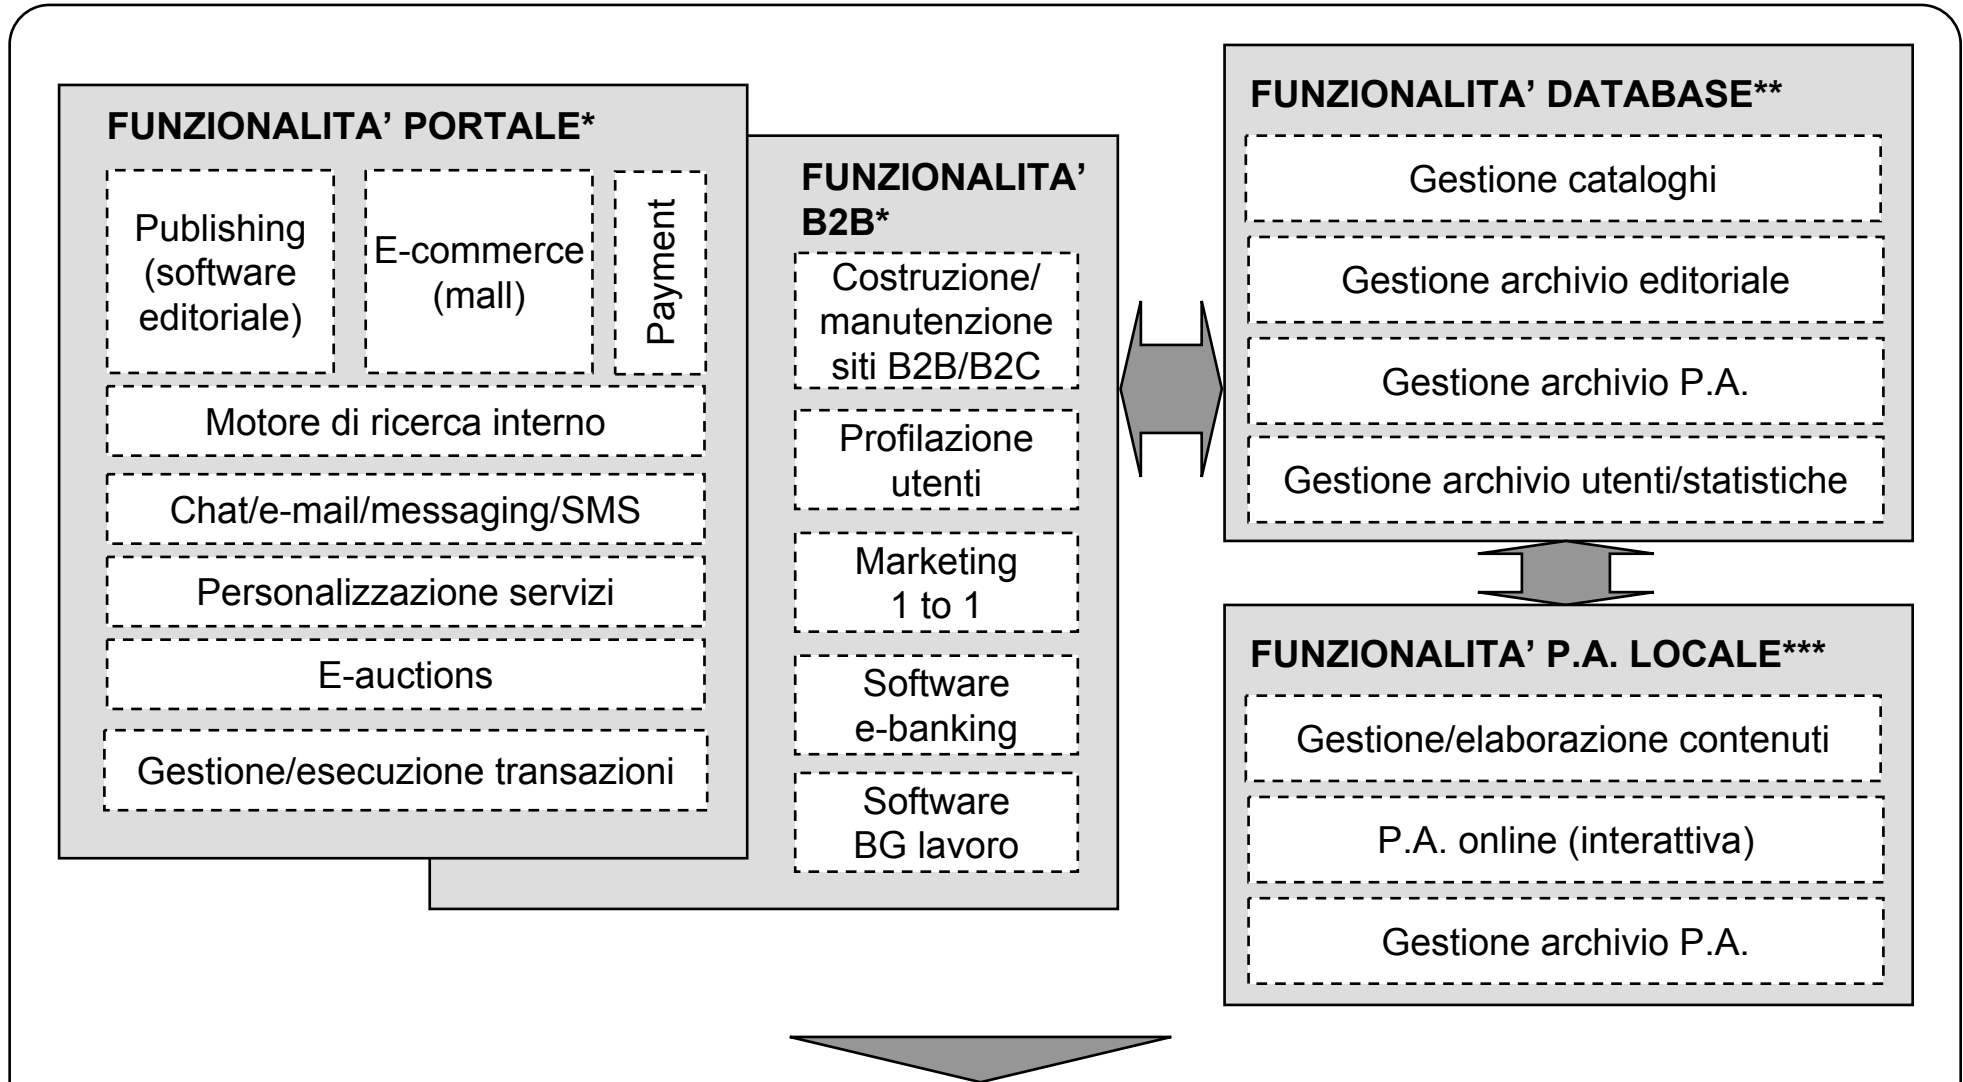 FUNZIONALITA’ PORTALE*
Publishing
(software
editoriale)
E-commerce
(mall)
Payment
Motore di ricerca interno
Chat/e-mail/messaging/SMS
Personalizzazione servizi
E-auctions
Gestione/esecuzione transazioni
FUNZIONALITA’
B2B*
Costruzione/
manutenzione
siti B2B/B2C
Profilazione
utenti
Marketing
1 to 1
Software
e-banking
Software
BG lavoro
FUNZIONALITA’ DATABASE**
Gestione cataloghi
Gestione archivio editoriale
Gestione archivio P.A.
Gestione archivio utenti/statistiche
FUNZIONALITA’ P.A. LOCALE***
Gestione/elaborazione contenuti
P.A. online (interattiva)
Gestione archivio P.A.